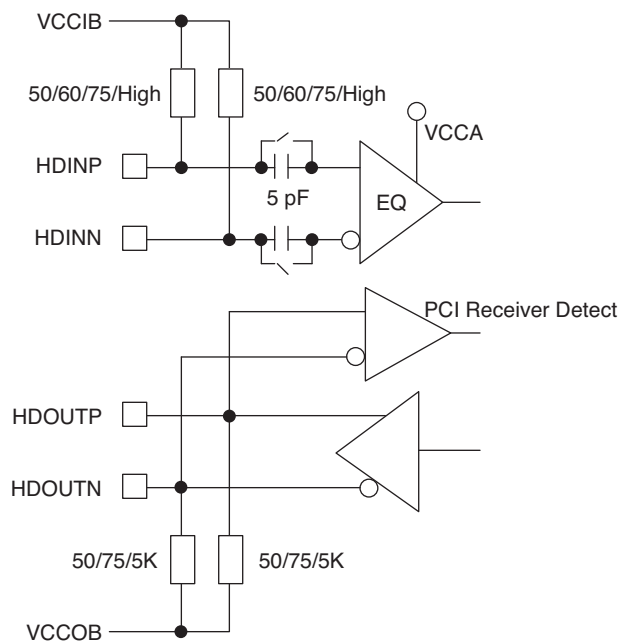 VCCIB
50/60/75/High
50/60/75/High
VCCA
HDINP
5 pF
EQ
HDINN
PCI Receiver Detect
HDOUTP
HDOUTN
50/75/5K
50/75/5K
VCCOB